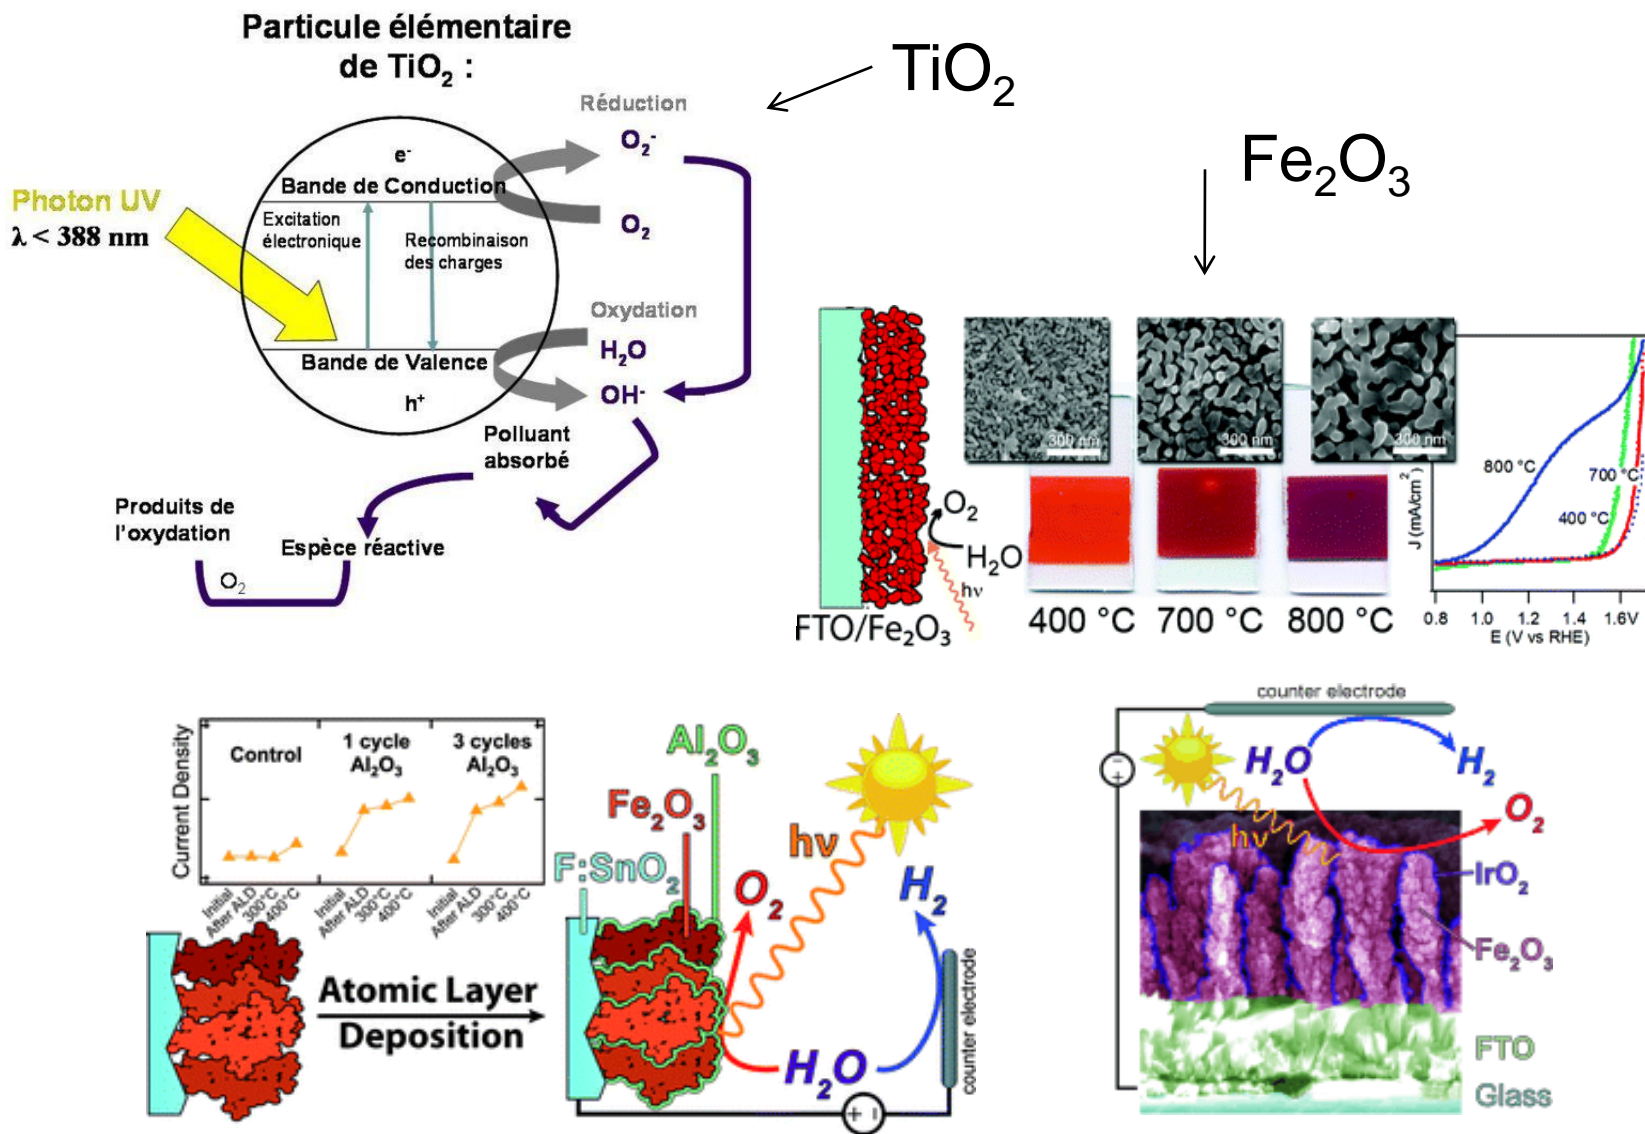 Particule élémentaire
de TiO₂ :
TiO₂
Fe₂O₃
Réduction
O₂⁻
e⁻
Bande de Conduction
Photon UV
λ < 388 nm
Excitation
électronique
Recombinaison
des charges
O₂
Oxydation
H₂O
Bande de Valence
OH·
h⁺
Polluant
absorbé
Produits de
l'oxydation
Espèce réactive
O₂
300 nm
300 nm
300 nm
O₂
H₂O
hν
FTO/Fe₂O₃
400 °C
700 °C
800 °C
J (mA/cm²)
800 °C
700 °C
400 °C
0.8
1.0
1.2
1.4
1.6V
E (V vs RHE)
Current Density
Control
1 cycle
Al₂O₃
3 cycles
Al₂O₃
Initial
After ALD
300°C
400°C
Initial
After ALD
300°C
400°C
Initial
After ALD
300°C
400°C
Atomic Layer
Deposition
Al₂O₃
Fe₂O₃
F:SnO₂
hν
O₂
H₂
H₂O
counter electrode
+ -
counter electrode
- +
H₂O
H₂
O₂
hν
IrO₂
Fe₂O₃
FTO
Glass